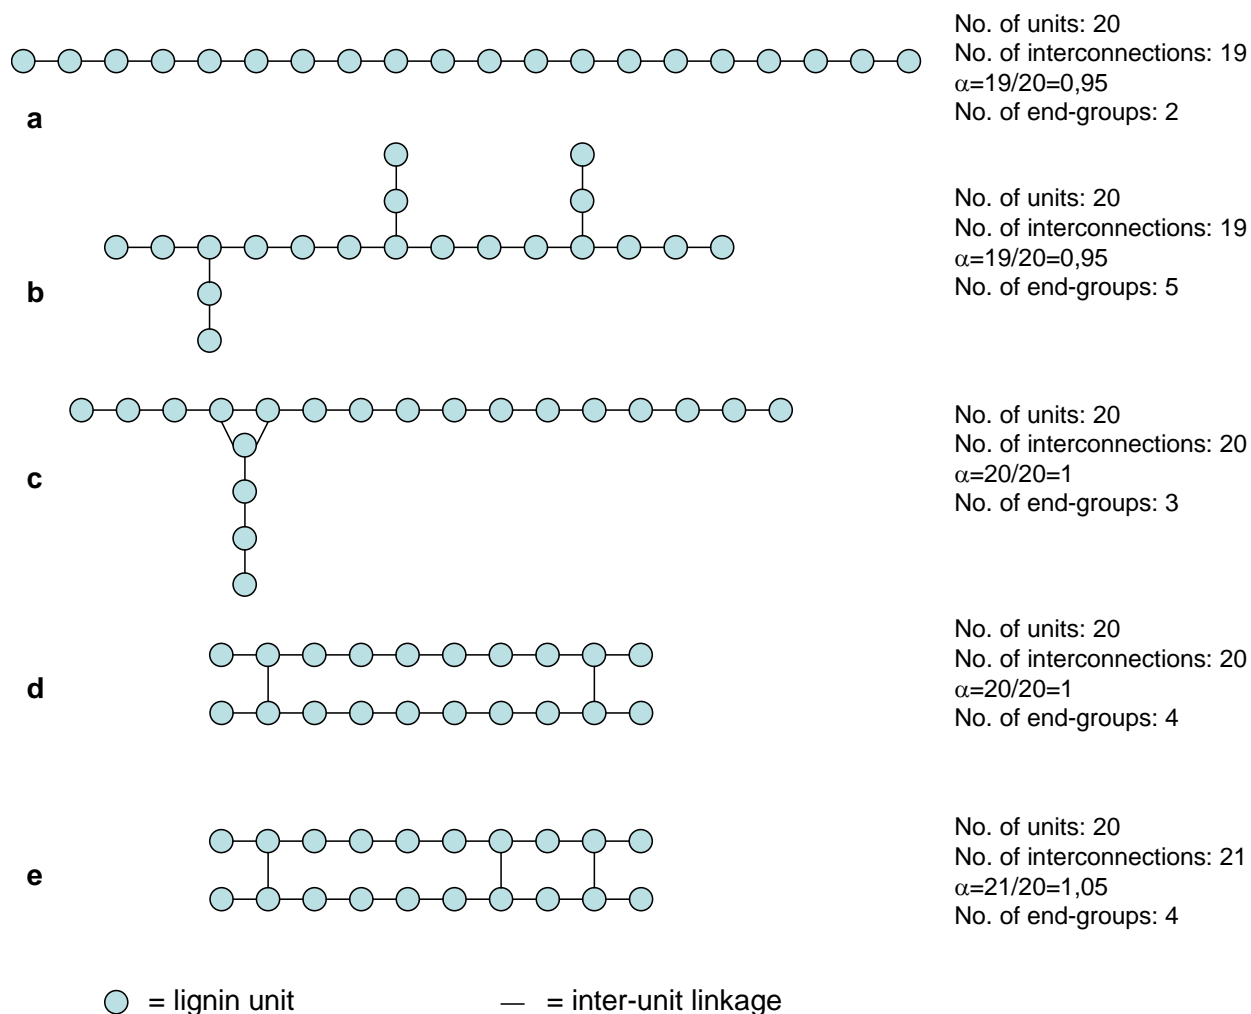 No. of units: 20
No. of interconnections: 19
α=19/20=0,95
No. of end-groups: 2
a
No. of units: 20
No. of interconnections: 19
α=19/20=0,95
No. of end-groups: 5
b
No. of units: 20
No. of interconnections: 20
α=20/20=1
No. of end-groups: 3
c
No. of units: 20
No. of interconnections: 20
α=20/20=1
No. of end-groups: 4
d
No. of units: 20
No. of interconnections: 21
α=21/20=1,05
No. of end-groups: 4
e
= lignin unit — = inter-unit linkage